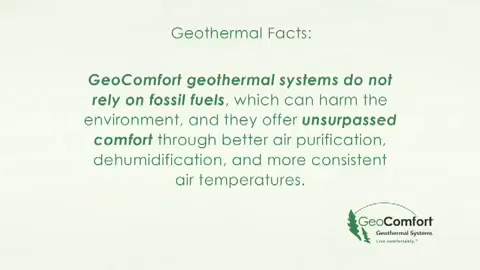 Geothermal Facts:
GeoComfort geothermal systems do not
rely on fossil fuels, which can harm the
environment, and they offer unsurpassed
comfort through better air purification,
dehumidification, and more consistent
air temperatures.
GeoComfort
Geothermal Systems
Live comfortably.